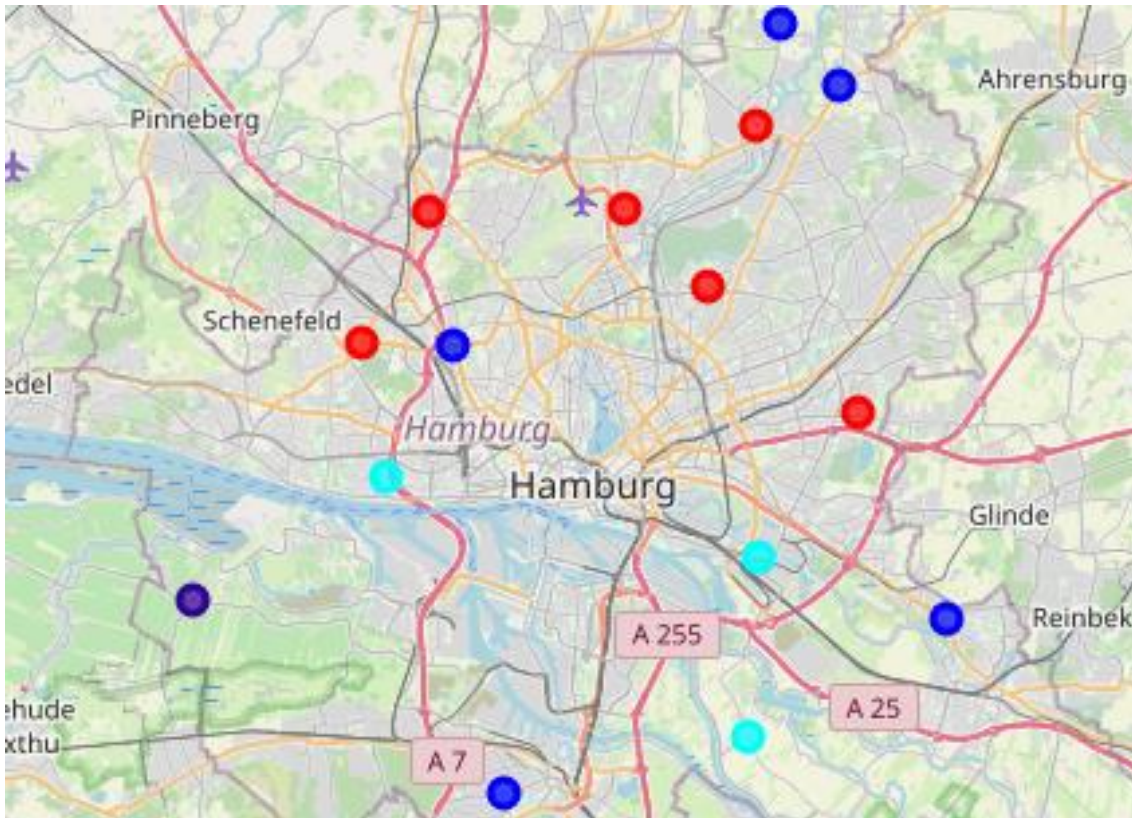 Ahrensburg
Pinneberg
Schenefeld
edel
Hamburg
Hamburg
Glinde
Reinbek
A 255
ehude
A 25
xthu
A 7